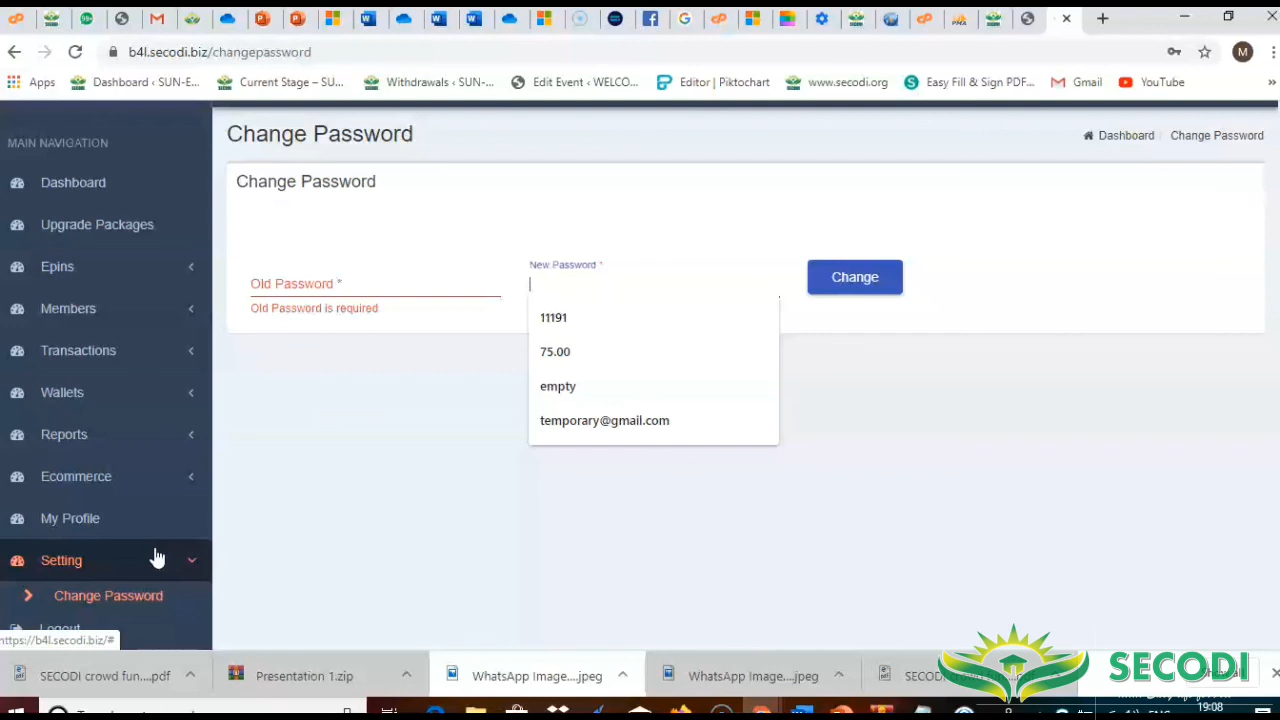 b4l.secodi.biz/changepassword
M
Apps
Dashboard ‹ SUN-E...
Current Stage – SU...
Withdrawals ‹ SUN-...
Edit Event ‹ WELCO...
Editor | Piktochart
www.secodi.org
Easy Fill & Sign PDF...
Gmail
YouTube
»
MAIN NAVIGATION
Dashboard
Upgrade Packages
Epins
Members
Transactions
Wallets
Reports
Ecommerce
My Profile
Setting
Change Password
Logout
https://b4l.secodi.biz/#
Change Password
Dashboard / Change Password
Change Password
Old Password *
Old Password is required
New Password *
Change
11191
75.00
empty
temporary@gmail.com
SECODI crowd fun....pdf
Presentation 1.zip
WhatsApp Image....jpeg
WhatsApp Image....jpeg
SECODI
ENG
19:08